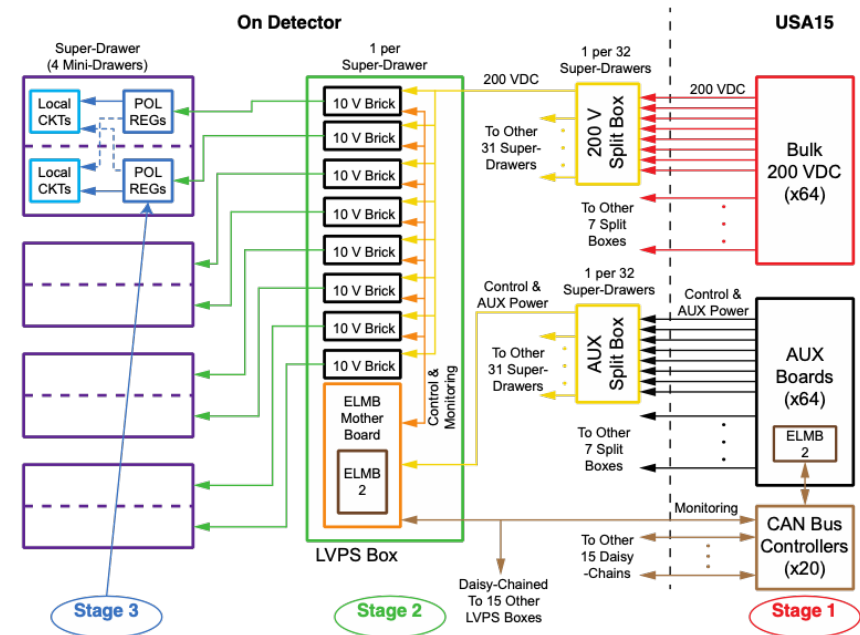 On Detector
USA15
Super-Drawer
(4 Mini-Drawers)
1 per
Super-Drawer
1 per 32
Super-Drawers
Local
CKTs
POL
REGs
Local
CKTs
POL
REGs
10 V Brick
10 V Brick
10 V Brick
10 V Brick
10 V Brick
10 V Brick
10 V Brick
10 V Brick
200 VDC
To Other
31 Super-
Drawers
200 V
Split Box
200 VDC
To Other
7 Split
Boxes
Bulk
200 VDC
(x64)
Control &
AUX Power
1 per 32
Super-Drawers
To Other
31 Super-
Drawers
AUX
Split Box
Control &
AUX Power
To Other
7 Split
Boxes
AUX
Boards
(x64)
ELMB
2
Control &
Monitoring
ELMB
Mother
Board
ELMB
2
LVPS Box
Monitoring
CAN Bus
Controllers
(x20)
To Other
15 Daisy
-Chains
Daisy-Chained
To 15 Other
LVPS Boxes
Stage 3
Stage 2
Stage 1